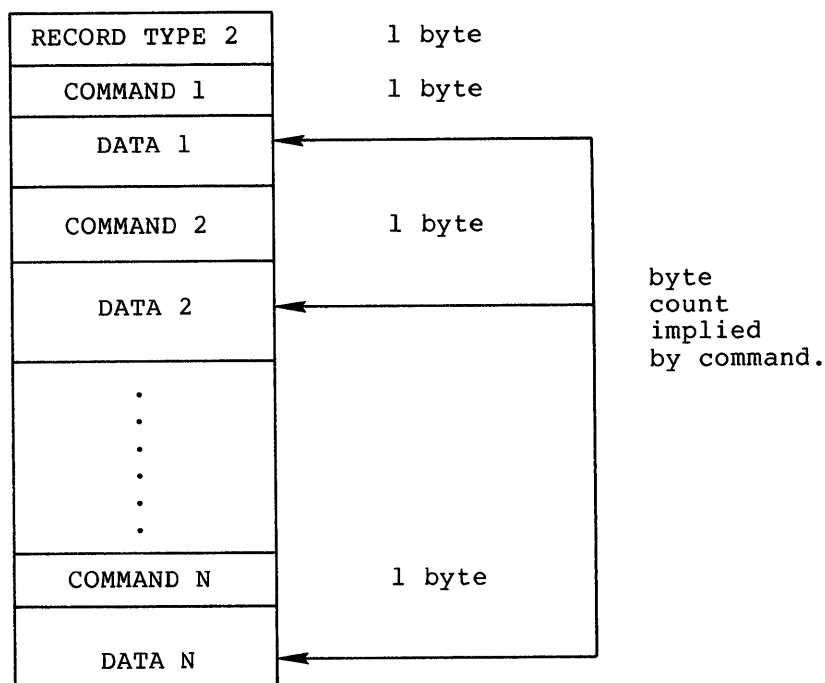 RECORD TYPE 2 1 byte
COMMAND 1 1 byte
DATA 1
COMMAND 2 1 byte
byte
count
implied
by command.
DATA 2
COMMAND N 1 byte
DATA N